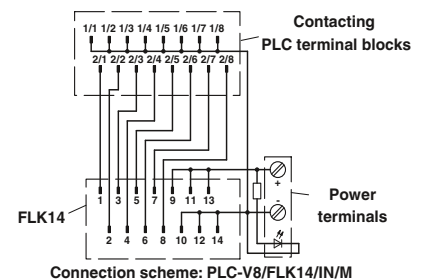 Contacting
PLC terminal blocks
1/1 1/2 1/3 1/4 1/5 1/6 1/7 1/8
2/1 2/2 2/3 2/4 2/5 2/6 2/7 2/8
1 3 5 7 9 11 13
+
-
Power
terminals
FLK14
2 4 6 8 10 12 14
Connection scheme: PLC-V8/FLK14/IN/M